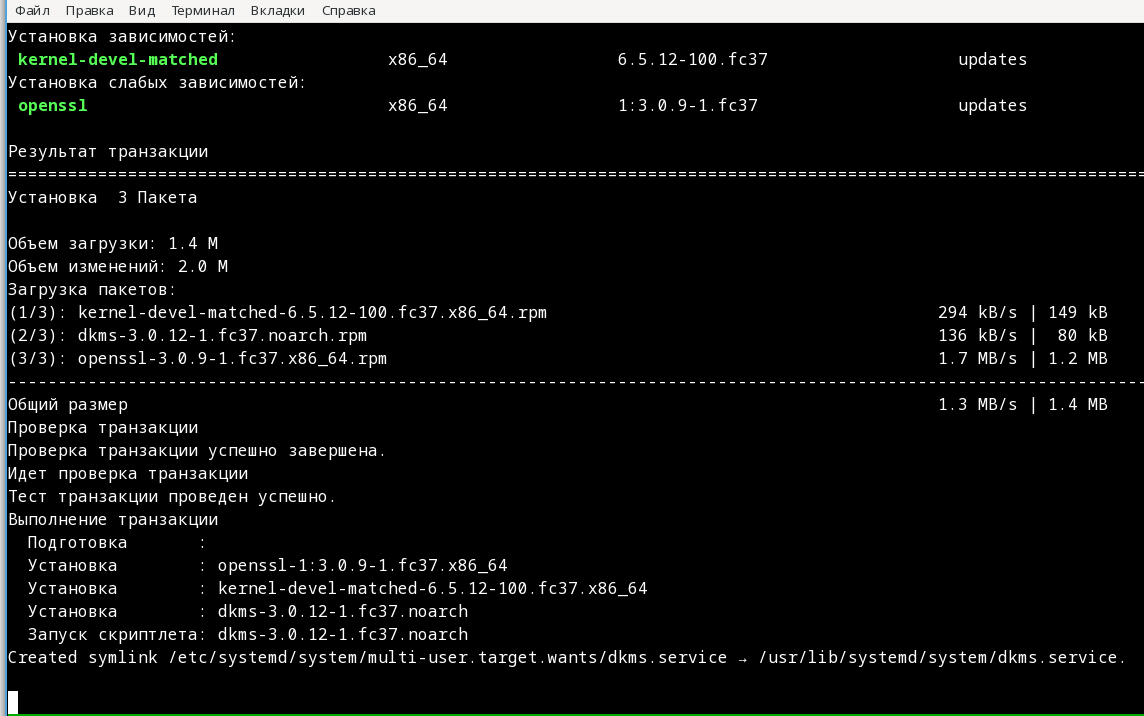 Файл Правка Вид Терминал Вкладки Справка
Установка зависимостей:
kernel-devel-matched x86_64 6.5.12-100.fc37 updates
Установка слабых зависимостей:
openssl x86_64 1:3.0.9-1.fc37 updates
Результат транзакции
================================================================================================================
Установка  3 Пакета
Объем загрузки: 1.4 M
Объем изменений: 2.0 M
Загрузка пакетов:
(1/3): kernel-devel-matched-6.5.12-100.fc37.x86_64.rpm 294 kB/s | 149 kB
(2/3): dkms-3.0.12-1.fc37.noarch.rpm 136 kB/s |  80 kB
(3/3): openssl-3.0.9-1.fc37.x86_64.rpm 1.7 MB/s | 1.2 MB
----------------------------------------------------------------------------------------------------------------
Общий размер 1.3 MB/s | 1.4 MB
Проверка транзакции
Проверка транзакции успешно завершена.
Идет проверка транзакции
Тест транзакции проведен успешно.
Выполнение транзакции
Подготовка       :
Установка        : openssl-1:3.0.9-1.fc37.x86_64
Установка        : kernel-devel-matched-6.5.12-100.fc37.x86_64
Установка        : dkms-3.0.12-1.fc37.noarch
Запуск скриптлета: dkms-3.0.12-1.fc37.noarch
Created symlink /etc/systemd/system/multi-user.target.wants/dkms.service → /usr/lib/systemd/system/dkms.service.